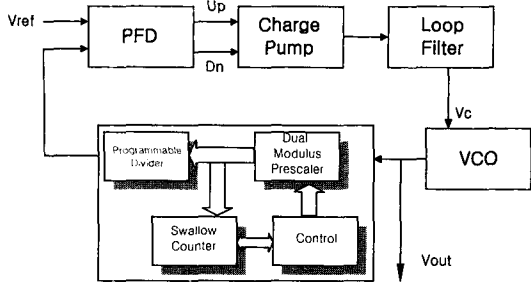 Vref
PFD
Up
Dn
Charge
Pump
Loop
Filter
Vc
VCO
Vout
Programmable
Divider
Dual
Modulus
Prescaler
Swallow
Counter
Control